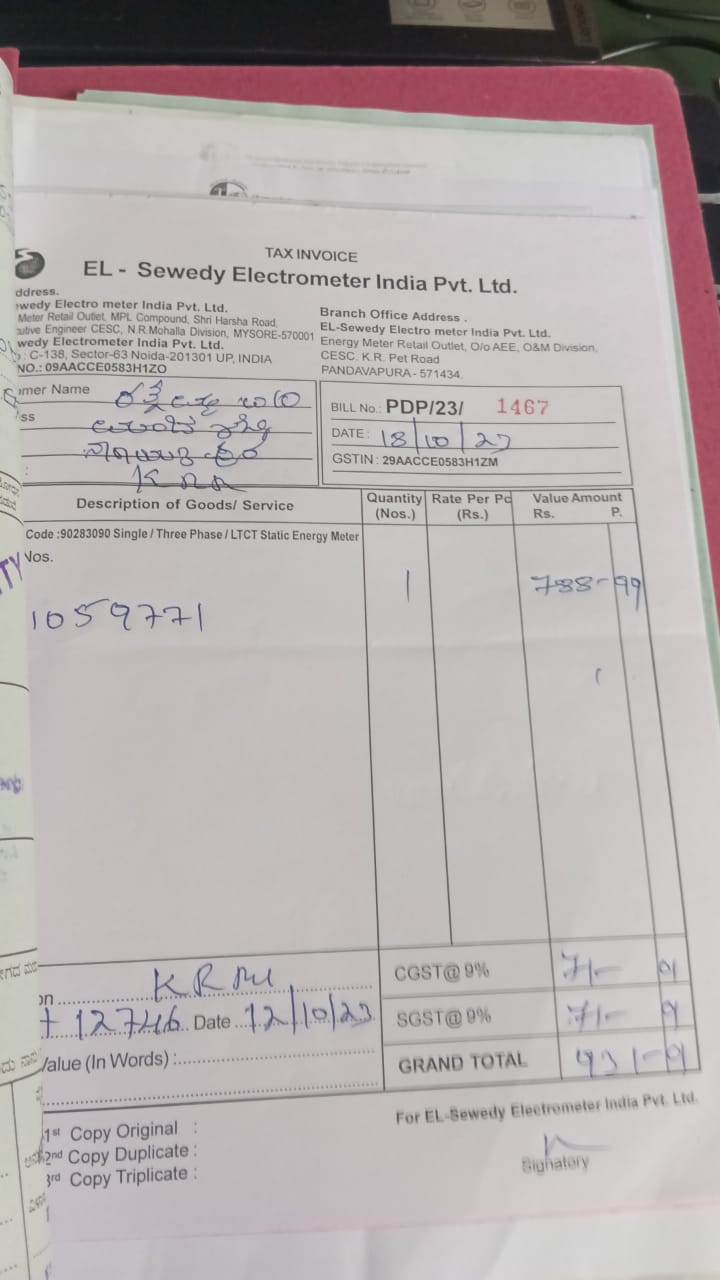 TAX INVOICE
EL - Sewedy Electrometer India Pvt. Ltd.
ddress.
wedy Electro meter India Pvt. Ltd.
Meter Retail Outlet, MPL Compound, Shri Harsha Road,
utive Engineer CESC, N.R.Mohalla Division, MYSORE-570001
wedy Electrometer India Pvt. Ltd.
: C-138, Sector-63 Noida-201301 UP, INDIA
NO.: 09AACCE0583H1ZO
Branch Office Address .
EL-Sewedy Electro meter India Pvt. Ltd.
Energy Meter Retail Outlet, O/o AEE, O&M Division,
CESC. K.R. Pet Road
PANDAVAPURA - 571434.
mer Name
ss
BILL No.: PDP/23/ 1467
DATE: 18/10/23
GSTIN : 29AACCE0583H1ZM
Description of Goods/ Service Quantity (Nos.) Rate Per Pc (Rs.) Value Amount Rs. P.
Code :90283090 Single / Three Phase / LTCT Static Energy Meter
Nos.
1 788-99
1059771
CGST@ 9% 71-
on KRPet
12746 Date 12/10/23
SGST@ 9% 71-
Value (In Words) :
GRAND TOTAL 931-
For EL-Sewedy Electrometer India Pvt. Ltd.
1st Copy Original :
2nd Copy Duplicate :
3rd Copy Triplicate :
Signatory